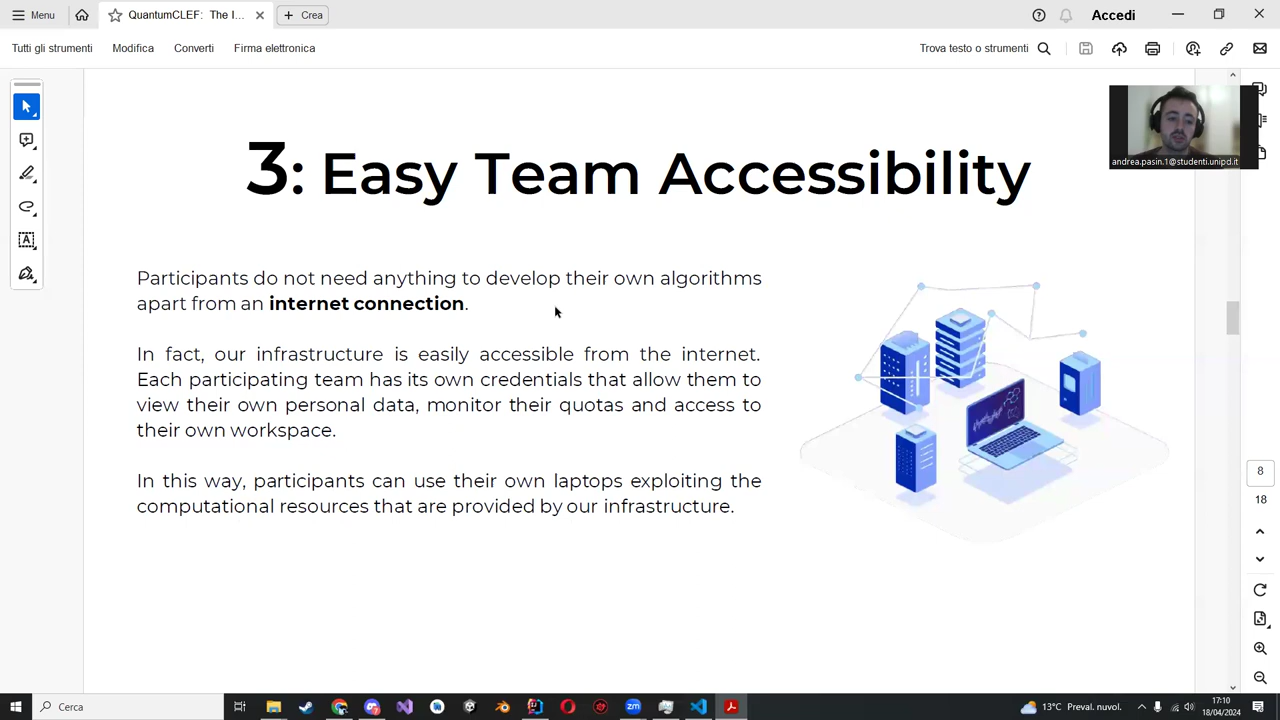 Menu
QuantumCLEF: The I...
Crea
Accedi
Tutti gli strumenti
Modifica
Converti
Firma elettronica
Trova testo o strumenti
andrea.pasin.1@studenti.unipd.it
3: Easy Team Accessibility
Participants do not need anything to develop their own algorithms
apart from an internet connection.
In fact, our infrastructure is easily accessible from the internet.
Each participating team has its own credentials that allow them to
view their own personal data, monitor their quotas and access to
their own workspace.
In this way, participants can use their own laptops exploiting the
computational resources that are provided by our infrastructure.
8
18
Cerca
zm
13°C Preval. nuvol.
17:10
18/04/2024